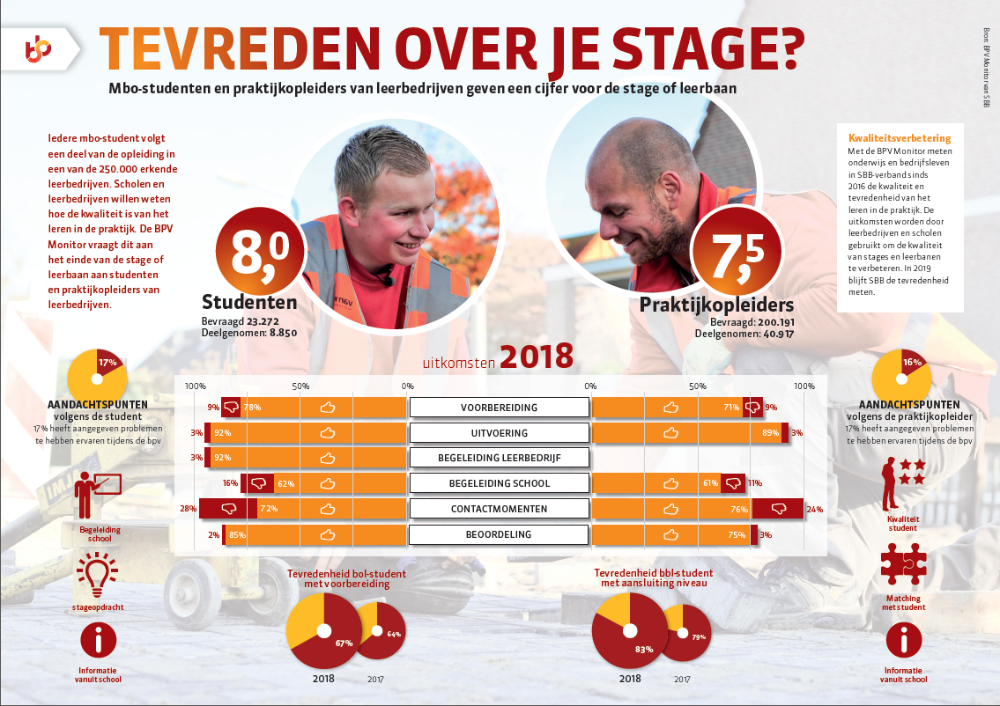 TEVREDEN OVER JE STAGE?
Mbo-studenten en praktijkopleiders van leerbedrijven geven een cijfer voor de stage of leerbaan
Bron: BPV Monitor van SBB
Iedere mbo-student volgt
een deel van de opleiding in
een van de 250.000 erkende
leerbedrijven. Scholen en
leerbedrijven willen weten
hoe de kwaliteit is van het
leren in de praktijk. De BPV
Monitor vraagt dit aan
het einde van de stage of
leerbaan aan studenten
en praktijkopleiders van
leerbedrijven.
8,0
Studenten
Bevraagd 23.272
Deelgenomen: 8.850
7,5
Praktijkopleiders
Bevraagd: 200.191
Deelgenomen: 40.917
Kwaliteitsverbetering
Met de BPV Monitor meten
onderwijs en bedrijfsleven
in SBB-verband sinds
2016 de kwaliteit en
tevredenheid van het
leren in de praktijk. De
uitkomsten worden door
leerbedrijven en scholen
gebruikt om de kwaliteit
van stages en leerbanen
te verbeteren. In 2019
blijft SBB de tevredenheid
meten.
uitkomsten 2018
17%
AANDACHTSPUNTEN
volgens de student
17% heeft aangegeven problemen
te hebben ervaren tijdens de bpv
Begeleiding
school
stageopdracht
Informatie
vanuit school
100% 50% 0% 0% 50% 100%
9% 78% VOORBEREIDING 71% 9%
3% 92% UITVOERING 89% 3%
3% 92% BEGELEIDING LEERBEDRIJF
16% 62% BEGELEIDING SCHOOL 61% 11%
28% 72% CONTACTMOMENTEN 76% 24%
2% 85% BEOORDELING 75% 3%
16%
AANDACHTSPUNTEN
volgens de praktijkopleider
17% heeft aangegeven problemen
te hebben ervaren tijdens de bpv
Kwaliteit
student
Matching
met student
Informatie
vanuit school
Tevredenheid bol-student
met voorbereiding
67% 64%
2018 2017
Tevredenheid bbl-student
met aansluiting niveau
83% 79%
2018 2017